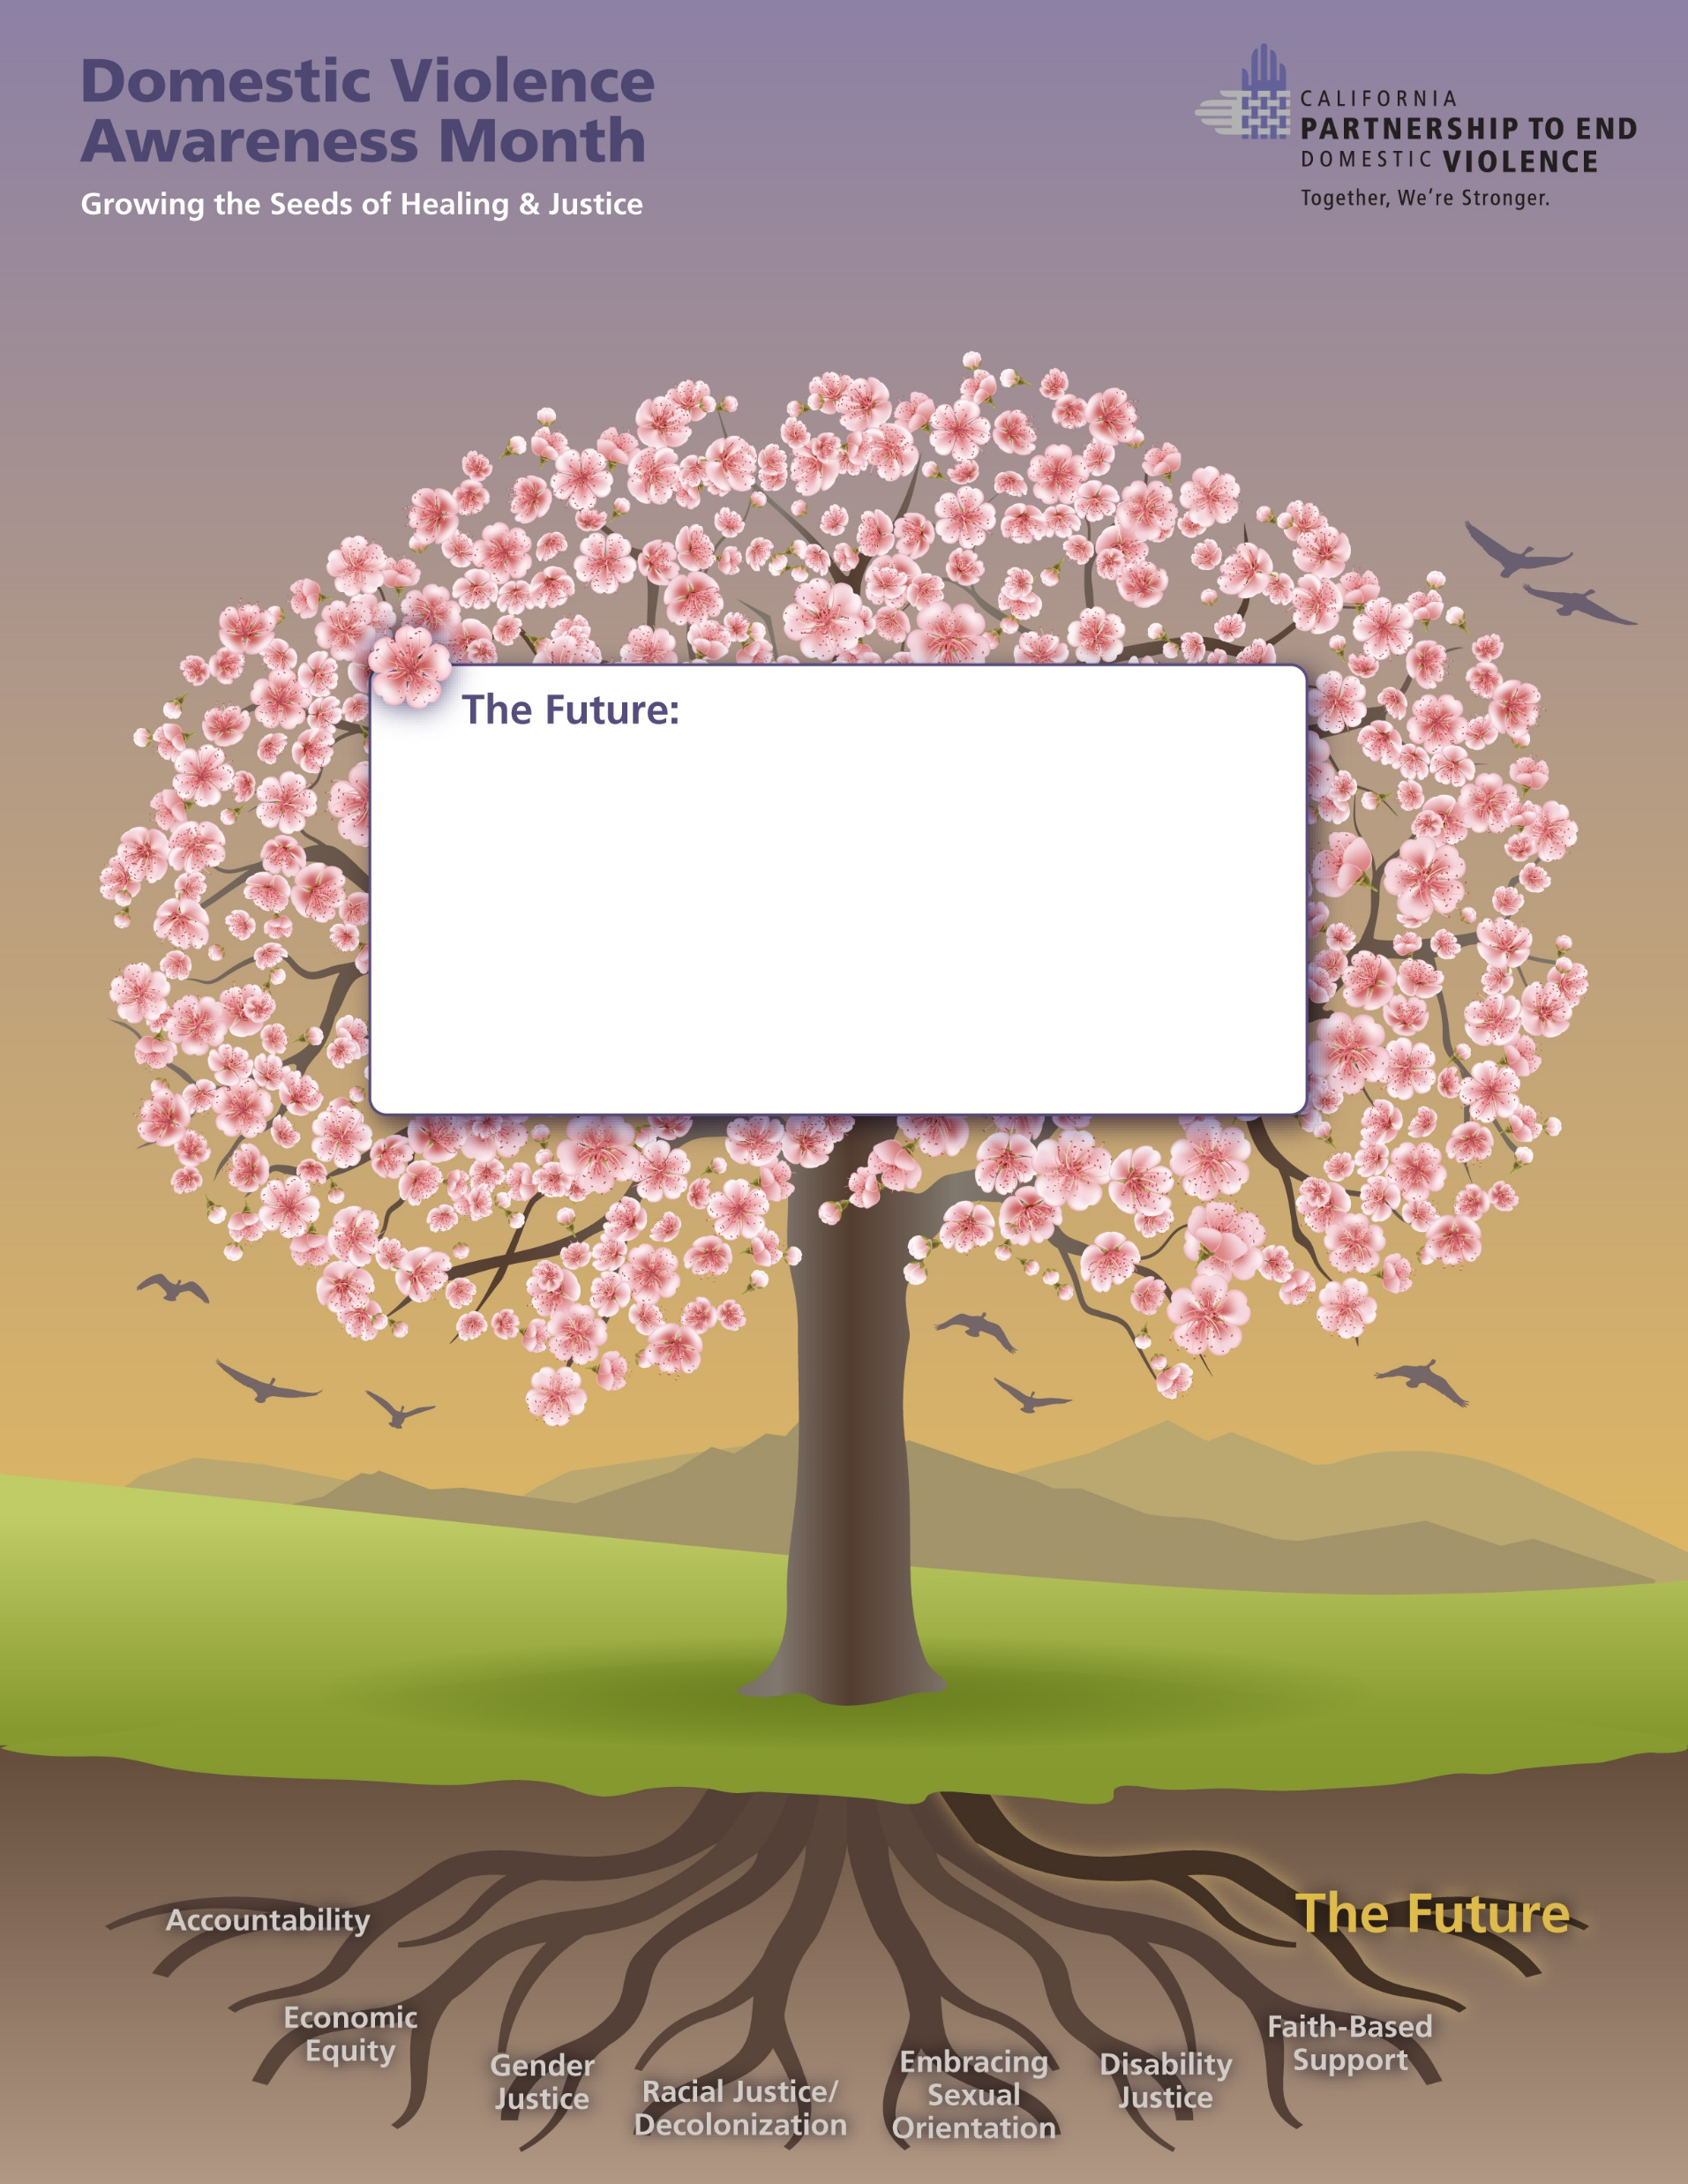 Domestic Violence
Awareness Month
Growing the Seeds of Healing & Justice
CALIFORNIA
PARTNERSHIP TO END
DOMESTIC VIOLENCE
Together, We're Stronger.
The Future:
The Future
Accountability
Economic
Equity
Gender
Justice
Racial Justice/
Decolonization
Embracing
Sexual
Orientation
Disability
Justice
Faith-Based
Support